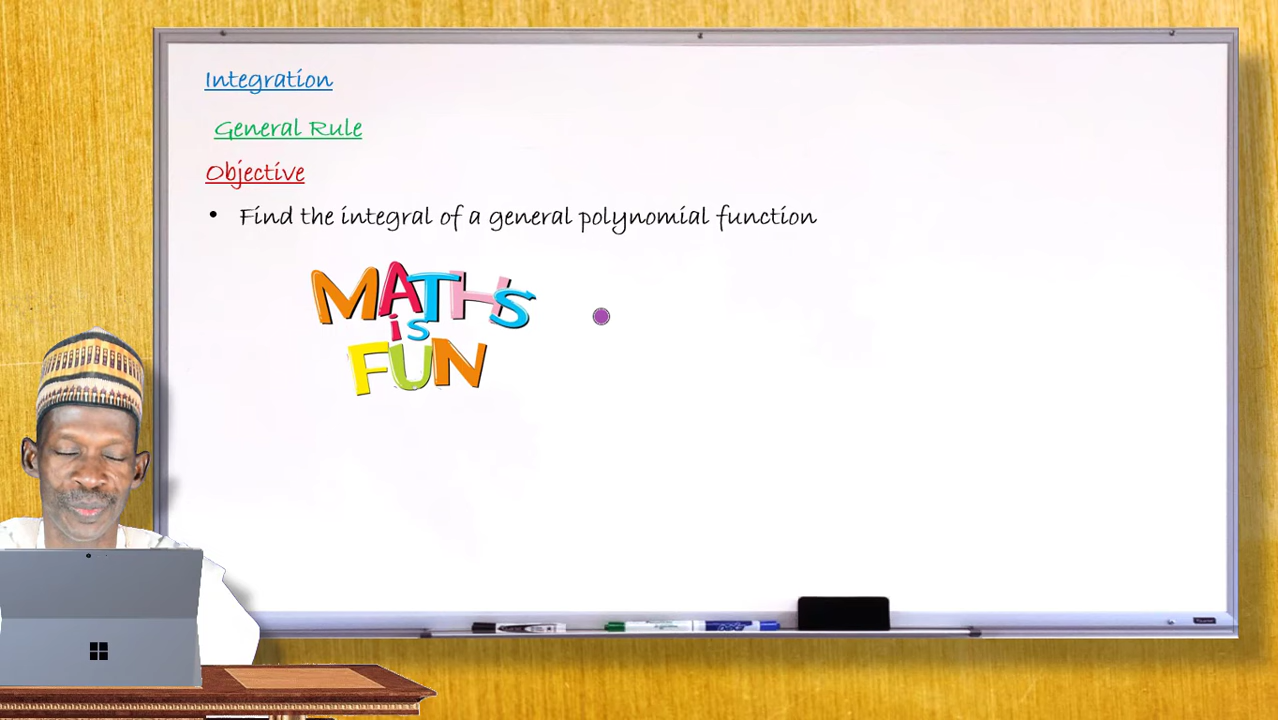 Integration
General Rule
Objective
• Find the integral of a general polynomial function
MATHS
is
FUN